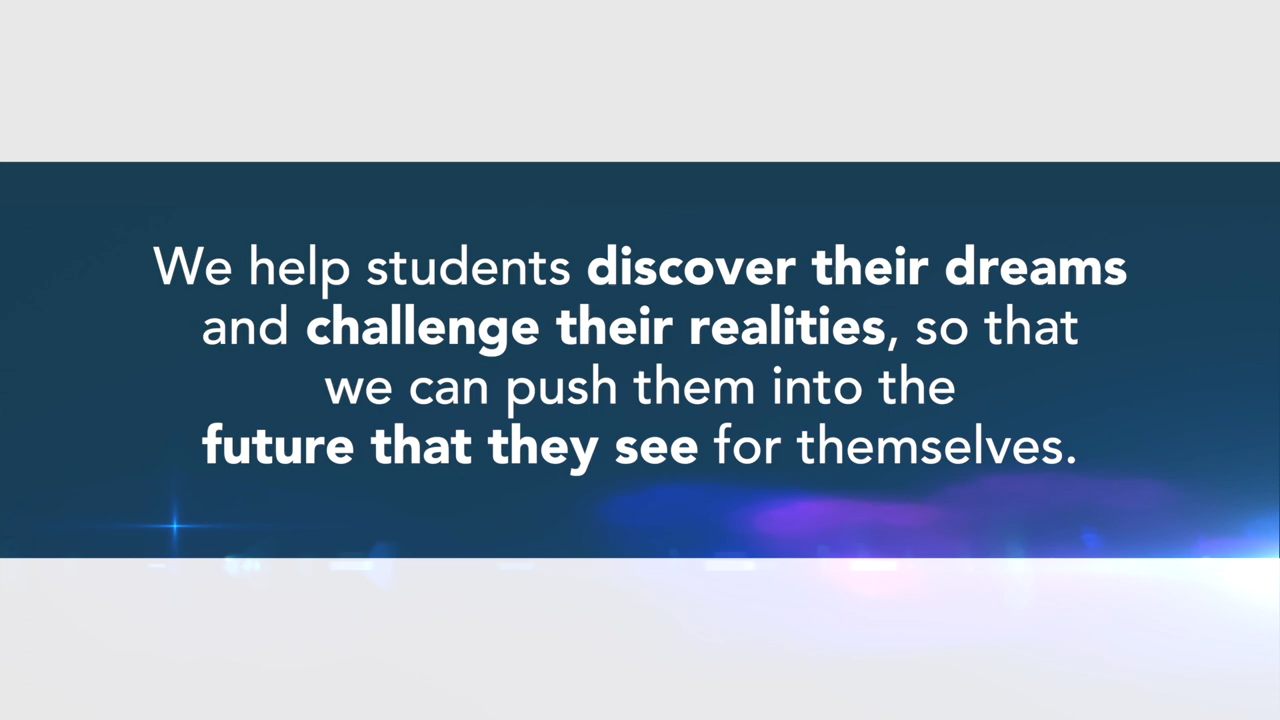 We help students discover their dreams
and challenge their realities, so that
we can push them into the
future that they see for themselves.